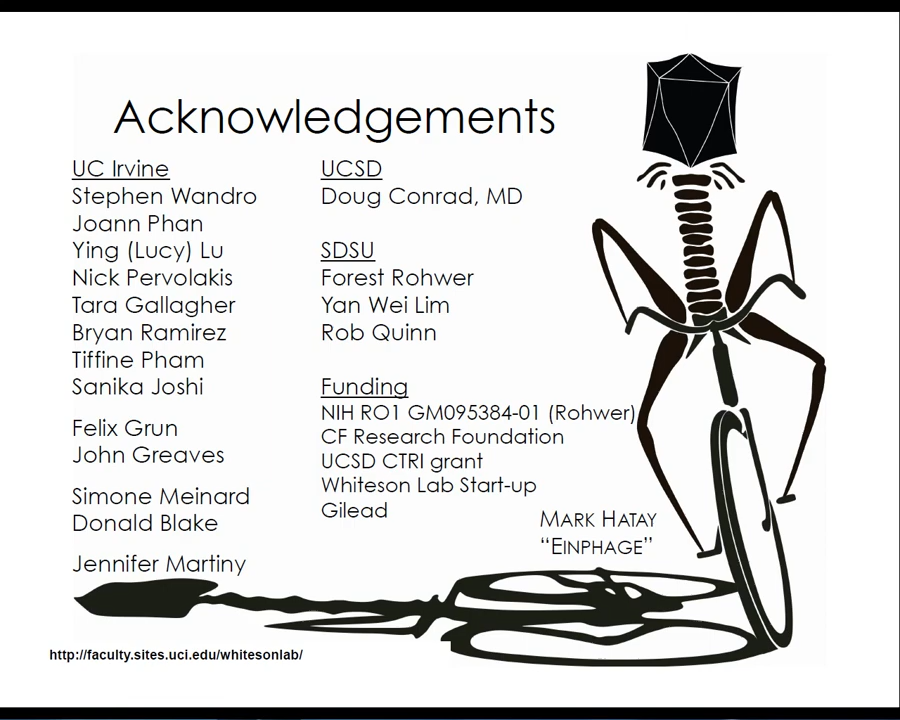 Acknowledgements
UC Irvine
Stephen Wandro
Joann Phan
Ying (Lucy) Lu
Nick Pervolakis
Tara Gallagher
Bryan Ramirez
Tiffine Pham
Sanika Joshi
Felix Grun
John Greaves
Simone Meinard
Donald Blake
Jennifer Martiny
UCSD
Doug Conrad, MD
SDSU
Forest Rohwer
Yan Wei Lim
Rob Quinn
Funding
NIH RO1 GM095384-01 (Rohwer)
CF Research Foundation
UCSD CTRI grant
Whiteson Lab Start-up
Gilead
MARK HATAY
“EINPHAGE”
http://faculty.sites.uci.edu/whitesonlab/